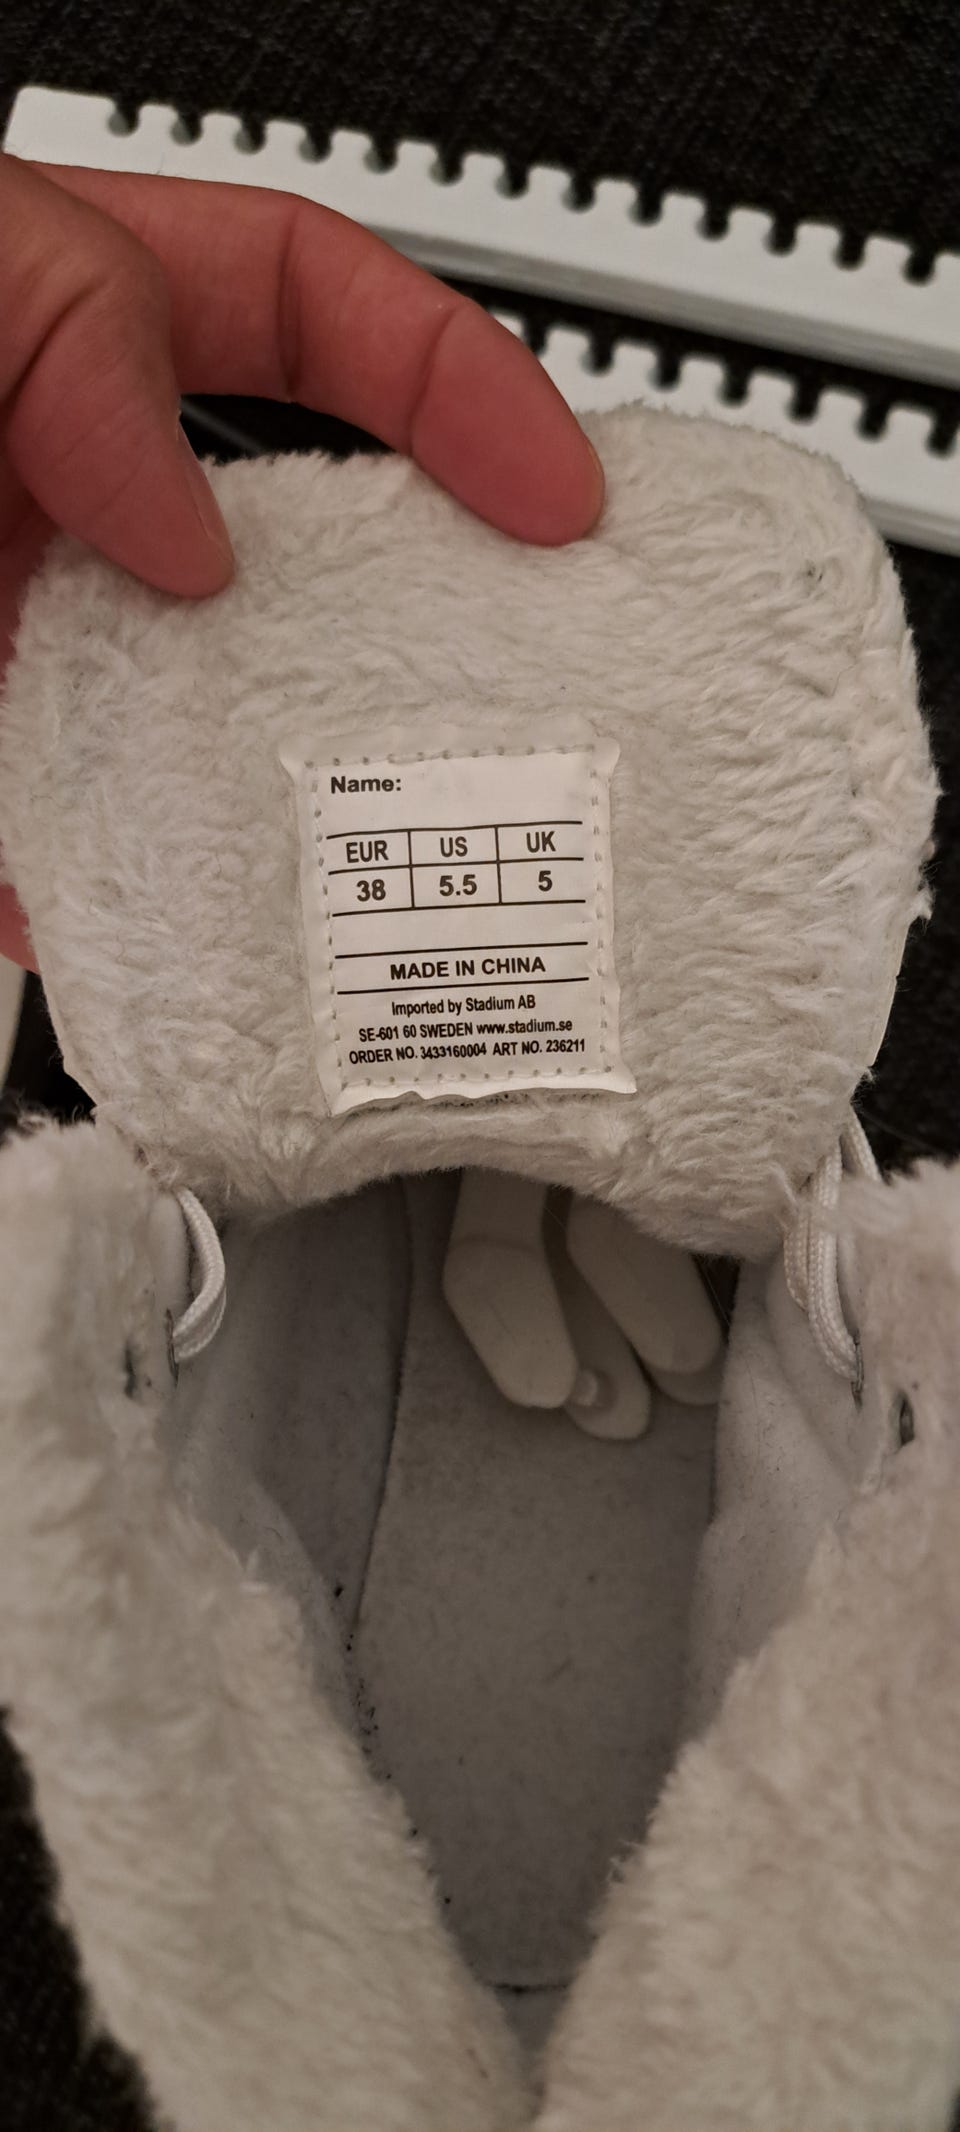 Name:
EUR US UK
38 5.5 5
MADE IN CHINA
Imported by Stadium AB
SE-601 60 SWEDEN www.stadium.se
ORDER NO. 3433160004 ART NO. 236211